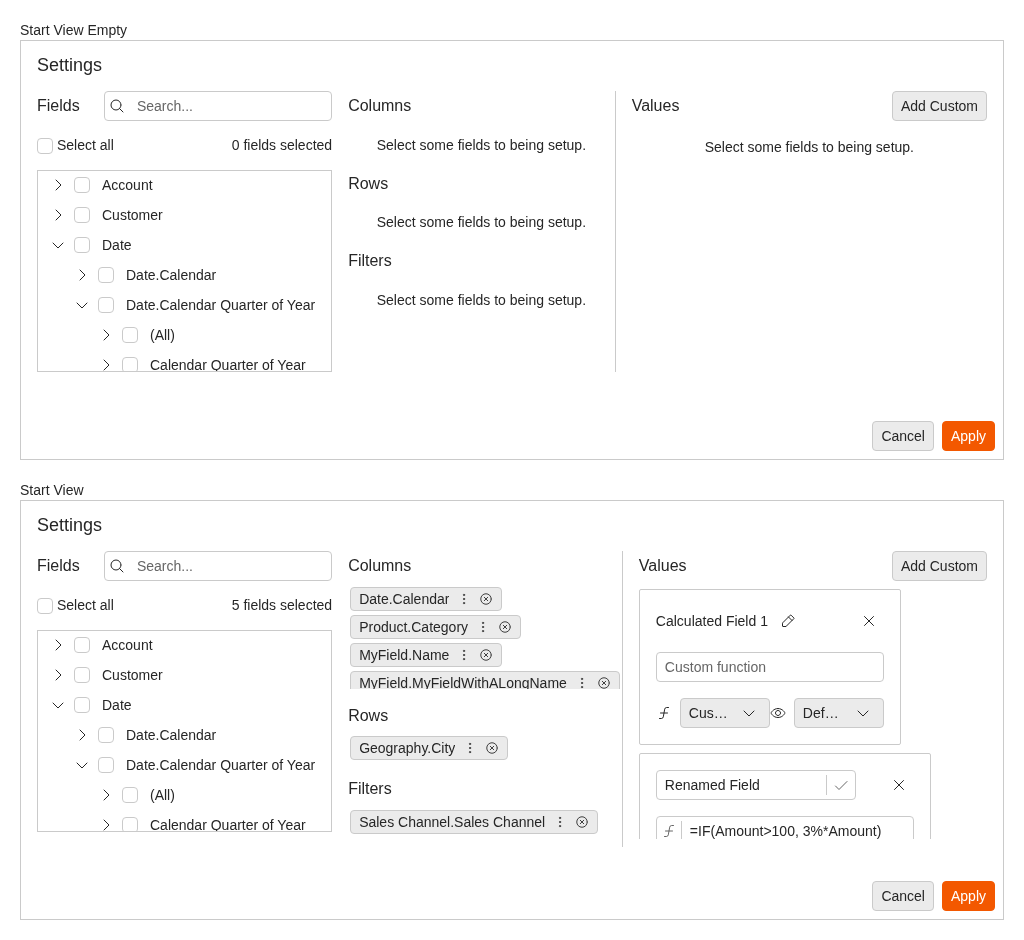 Start View Empty
Settings
Fields
Search...
Select all
0 fields selected
Account
Customer
Date
Date.Calendar
Date.Calendar Quarter of Year
(All)
Calendar Quarter of Year
Columns
Select some fields to being setup.
Rows
Select some fields to being setup.
Filters
Select some fields to being setup.
Values
Add Custom
Select some fields to being setup.
Cancel
Apply
Start View
Settings
Fields
Search...
Select all
5 fields selected
Account
Customer
Date
Date.Calendar
Date.Calendar Quarter of Year
(All)
Calendar Quarter of Year
Columns
Date.Calendar
Product.Category
MyField.Name
MyField.MyFieldWithALongName
Rows
Geography.City
Filters
Sales Channel.Sales Channel
Values
Add Custom
Calculated Field 1
Custom function
Cus...
Def...
Renamed Field
=IF(Amount>100, 3%*Amount)
Cancel
Apply